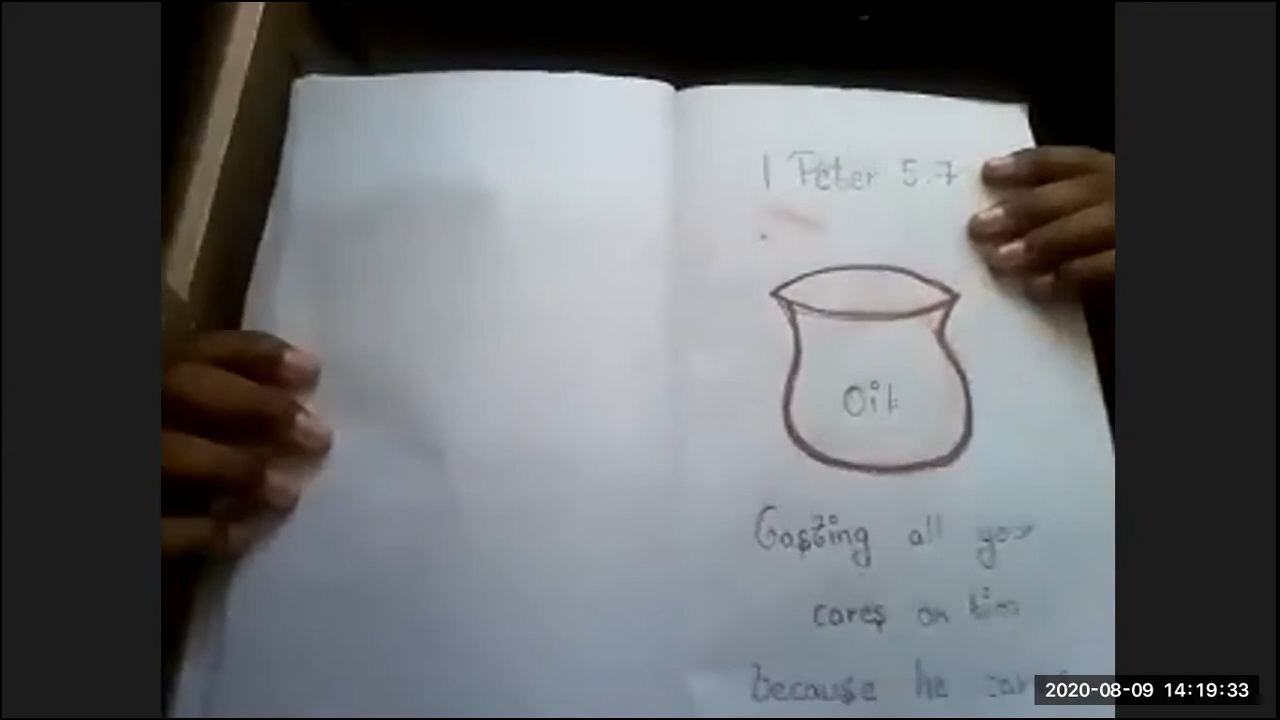 1 Peter 5.7
Oil
Casting all your
cares on him
because he
2020-08-09 14:19:33